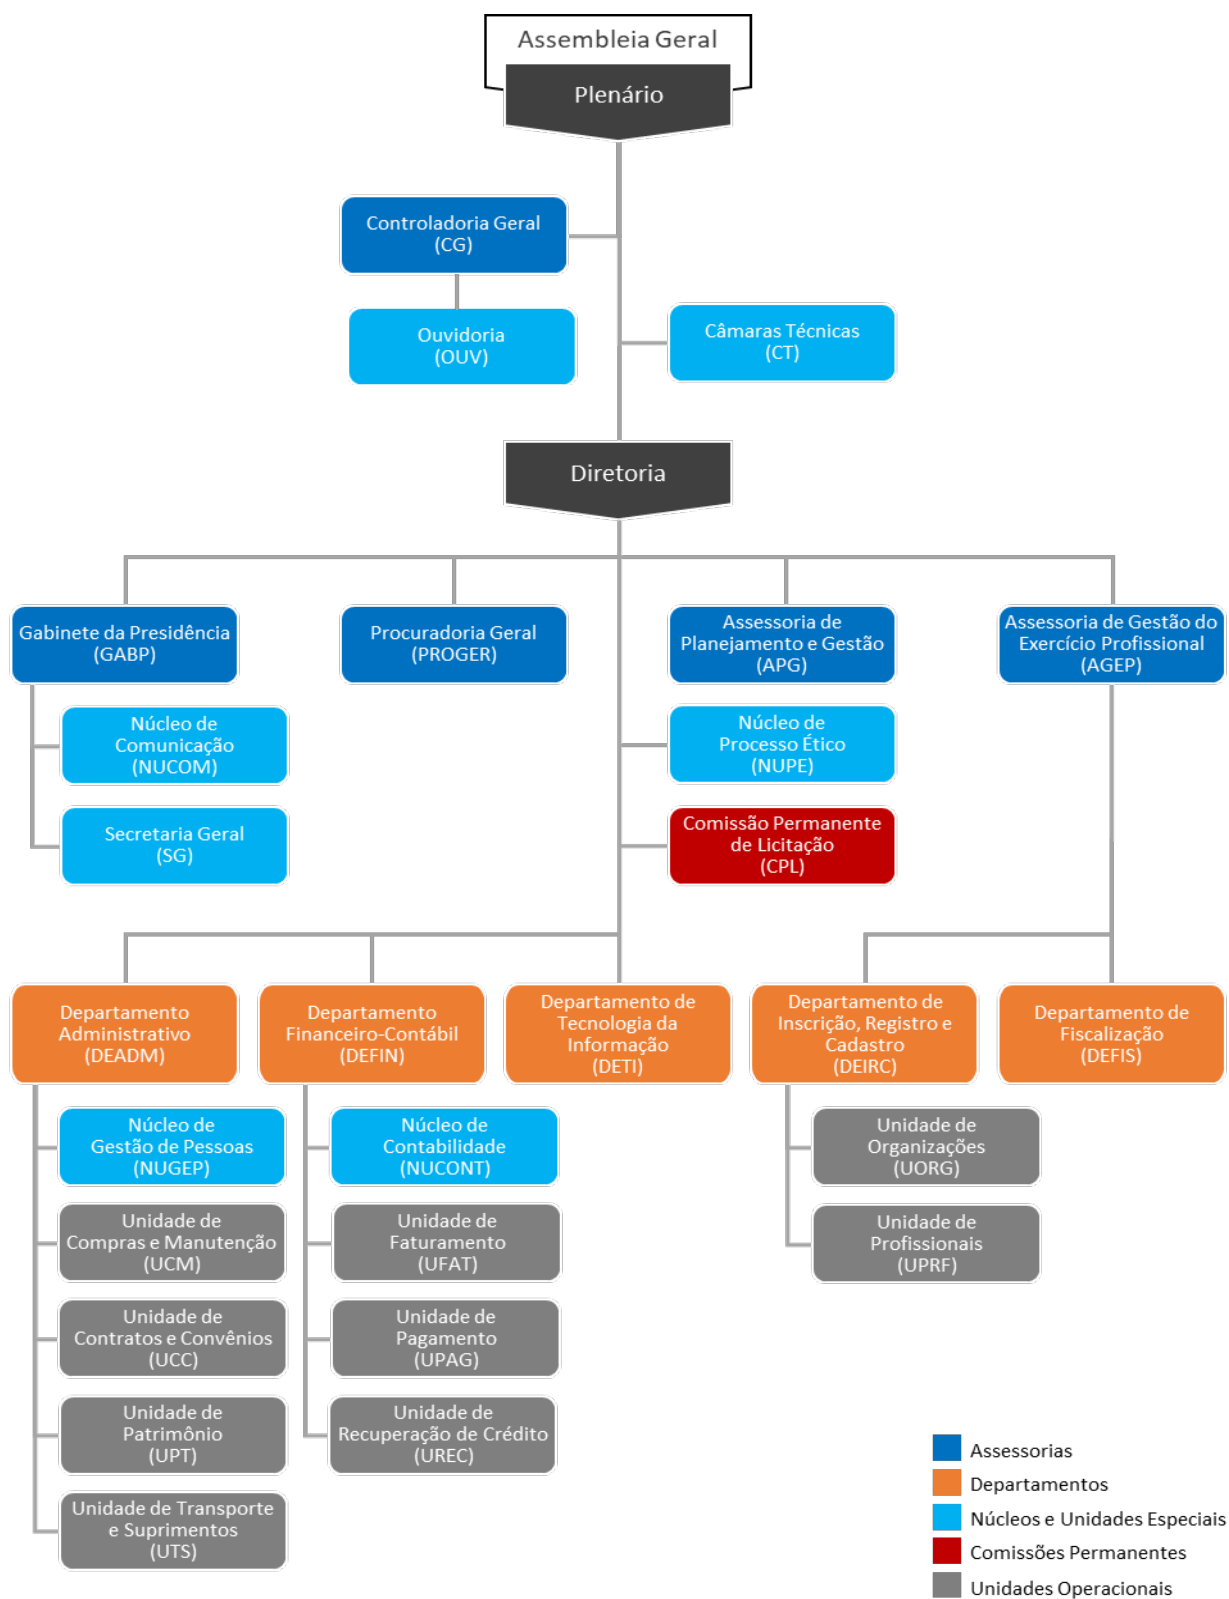 Assembleia Geral
Plenário
Controladoria Geral
(CG)
Ouvidoria
(OUV)
Câmaras Técnicas
(CT)
Diretoria
Gabinete da Presidência
(GABP)
Procuradoria Geral
(PROGER)
Assessoria de
Planejamento e Gestão
(APG)
Assessoria de Gestão do
Exercício Profissional
(AGEP)
Núcleo de
Comunicação
(NUCOM)
Núcleo de
Processo Ético
(NUPE)
Secretaria Geral
(SG)
Comissão Permanente
de Licitação
(CPL)
Departamento
Administrativo
(DEADM)
Departamento
Financeiro-Contábil
(DEFIN)
Departamento de
Tecnologia da
Informação
(DETI)
Departamento de
Inscrição, Registro e
Cadastro
(DEIRC)
Departamento de
Fiscalização
(DEFIS)
Núcleo de
Gestão de Pessoas
(NUGEP)
Núcleo de
Contabilidade
(NUCONT)
Unidade de
Organizações
(UORG)
Unidade de
Compras e Manutenção
(UCM)
Unidade de
Faturamento
(UFAT)
Unidade de
Profissionais
(UPRF)
Unidade de
Contratos e Convênios
(UCC)
Unidade de
Pagamento
(UPAG)
Unidade de
Patrimônio
(UPT)
Unidade de
Recuperação de Crédito
(UREC)
Unidade de Transporte
e Suprimentos
(UTS)
Assessorias
Departamentos
Núcleos e Unidades Especiais
Comissões Permanentes
Unidades Operacionais